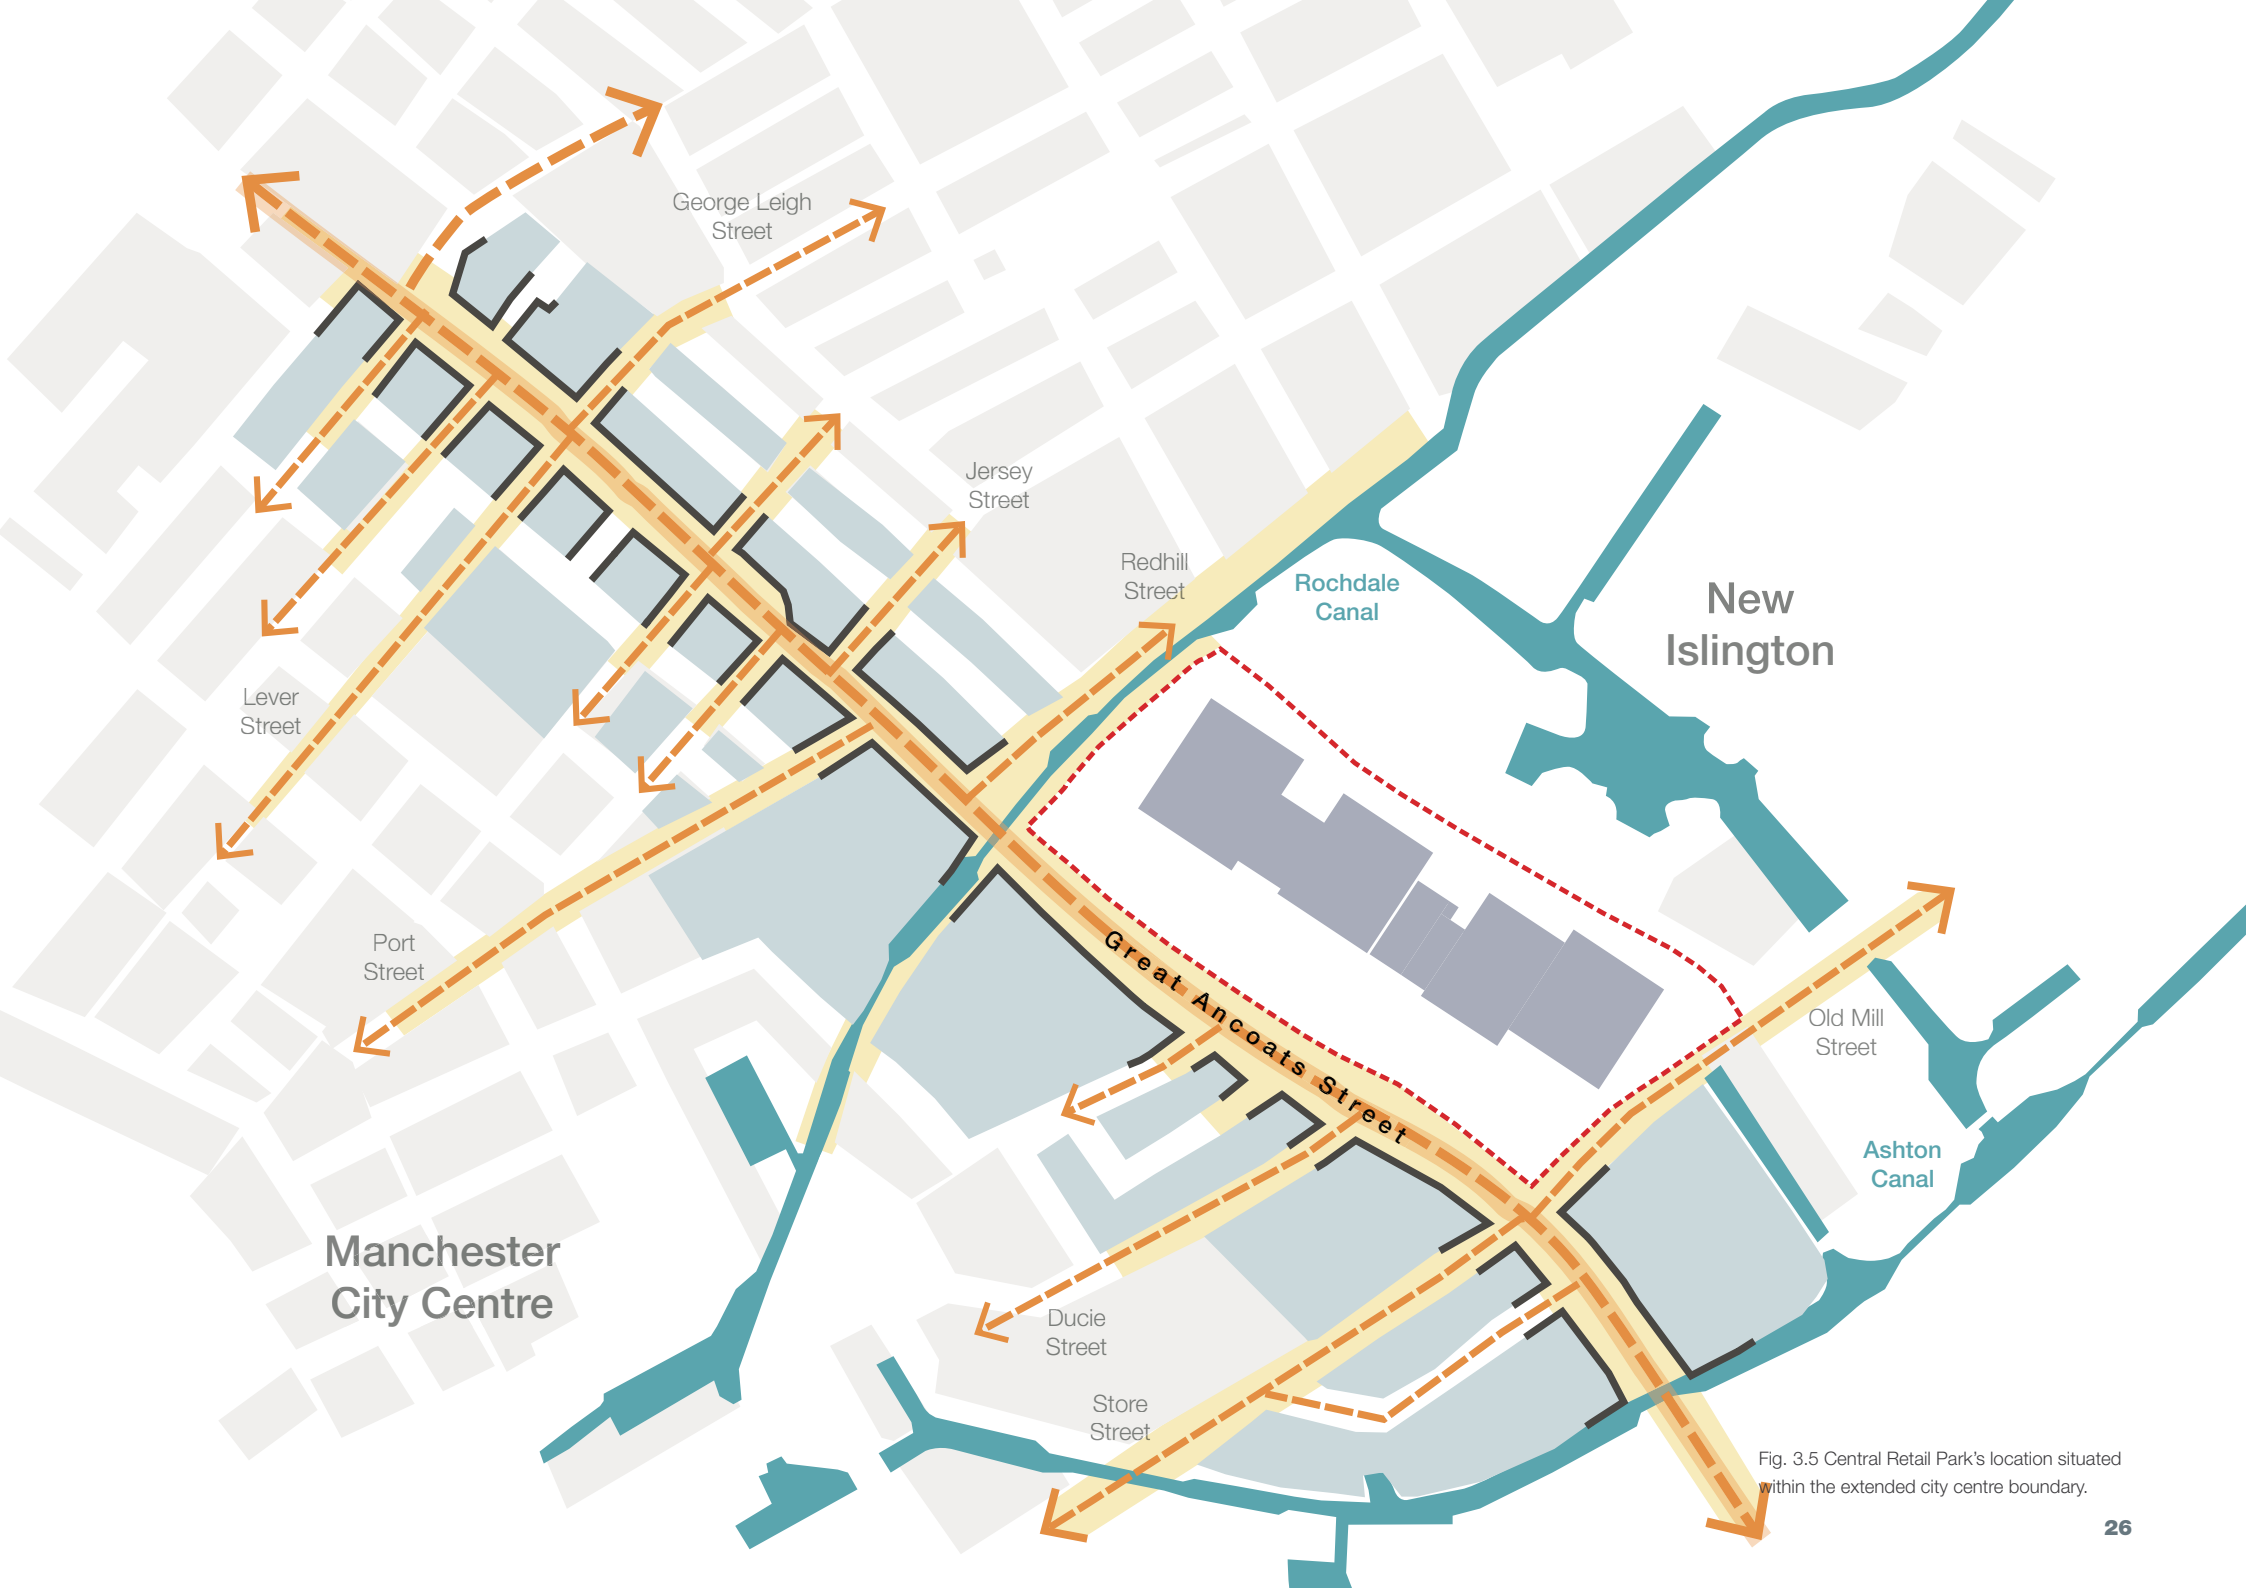 George Leigh
Street
Jersey
Street
Redhill
Street
Rochdale
Canal
New
Islington
Lever
Street
Port
Street
Great Ancoats Street
Old Mill
Street
Ashton
Canal
Manchester
City Centre
Ducie
Street
Store
Street
Fig. 3.5 Central Retail Park’s location situated
within the extended city centre boundary.
26